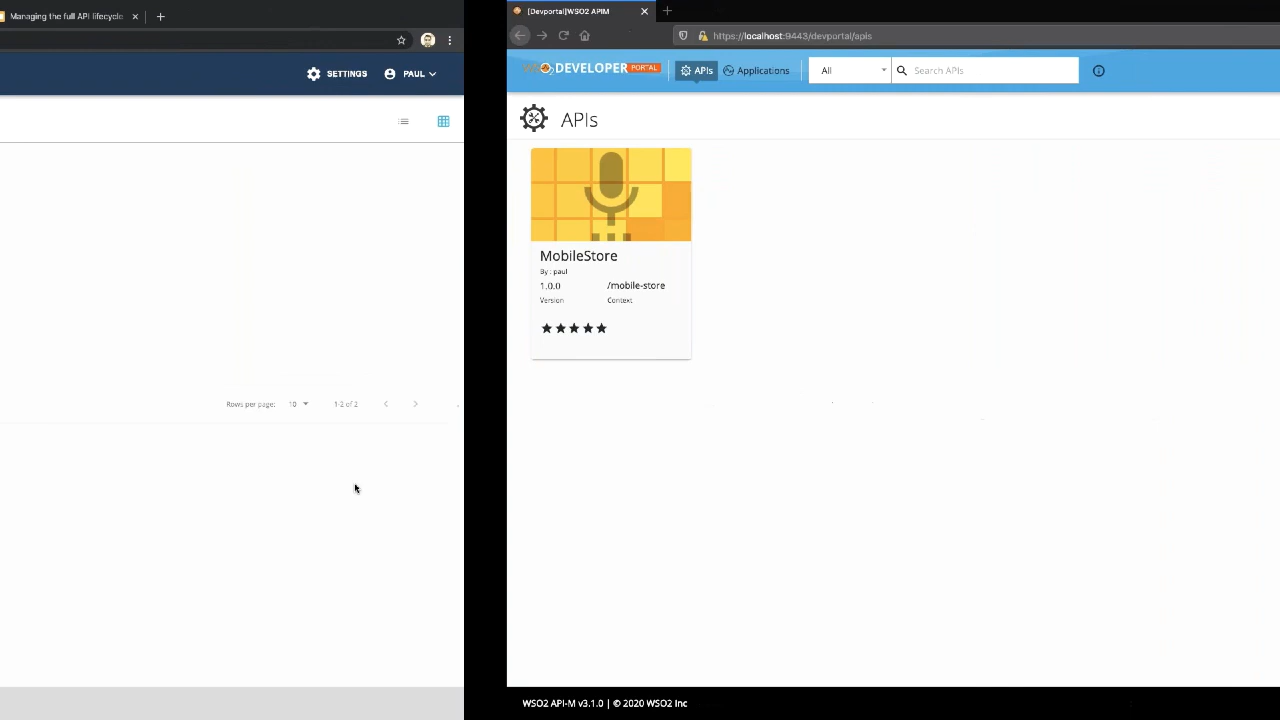 Managing the full API lifecycle
SETTINGS
PAUL
Rows per page:
10
1-2 of 2
[Devportal]WSO2 APIM
https://localhost:9443/devportal/apis
DEVELOPER PORTAL
APIs
Applications
All
Search APIs
APIs
MobileStore
By : paul
1.0.0
/mobile-store
Version
Context
WSO2 API-M v3.1.0 | © 2020 WSO2 Inc